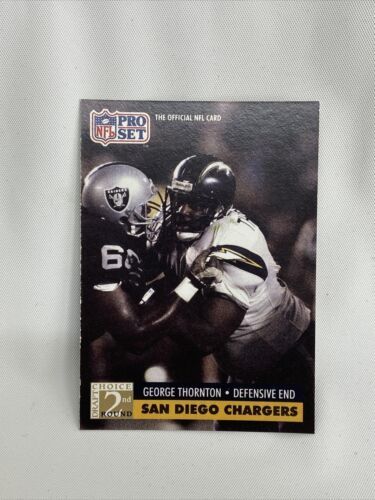 NFL
PRO
SET
THE OFFICIAL NFL CARD
RAIDERS
6
GEORGE THORNTON • DEFENSIVE END
SAN DIEGO CHARGERS
DRAFT
CHOICE
2nd
ROUND